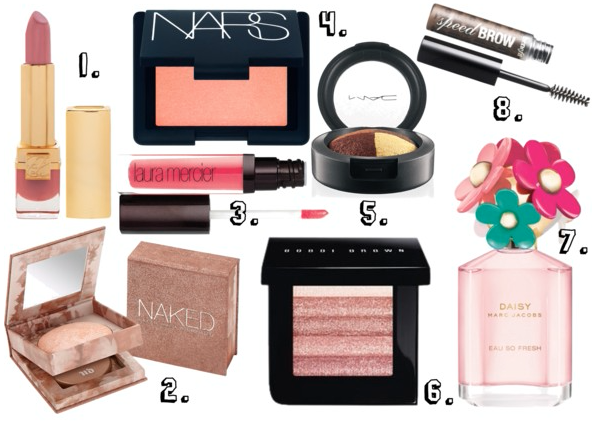 1.
NARS
4.
speed BROW
8.
MAC
laura mercier
3.
5.
BOBBI BROWN
NAKED
2.
6.
7.
DAISY
MARC JACOBS
EAU SO FRESH
UD